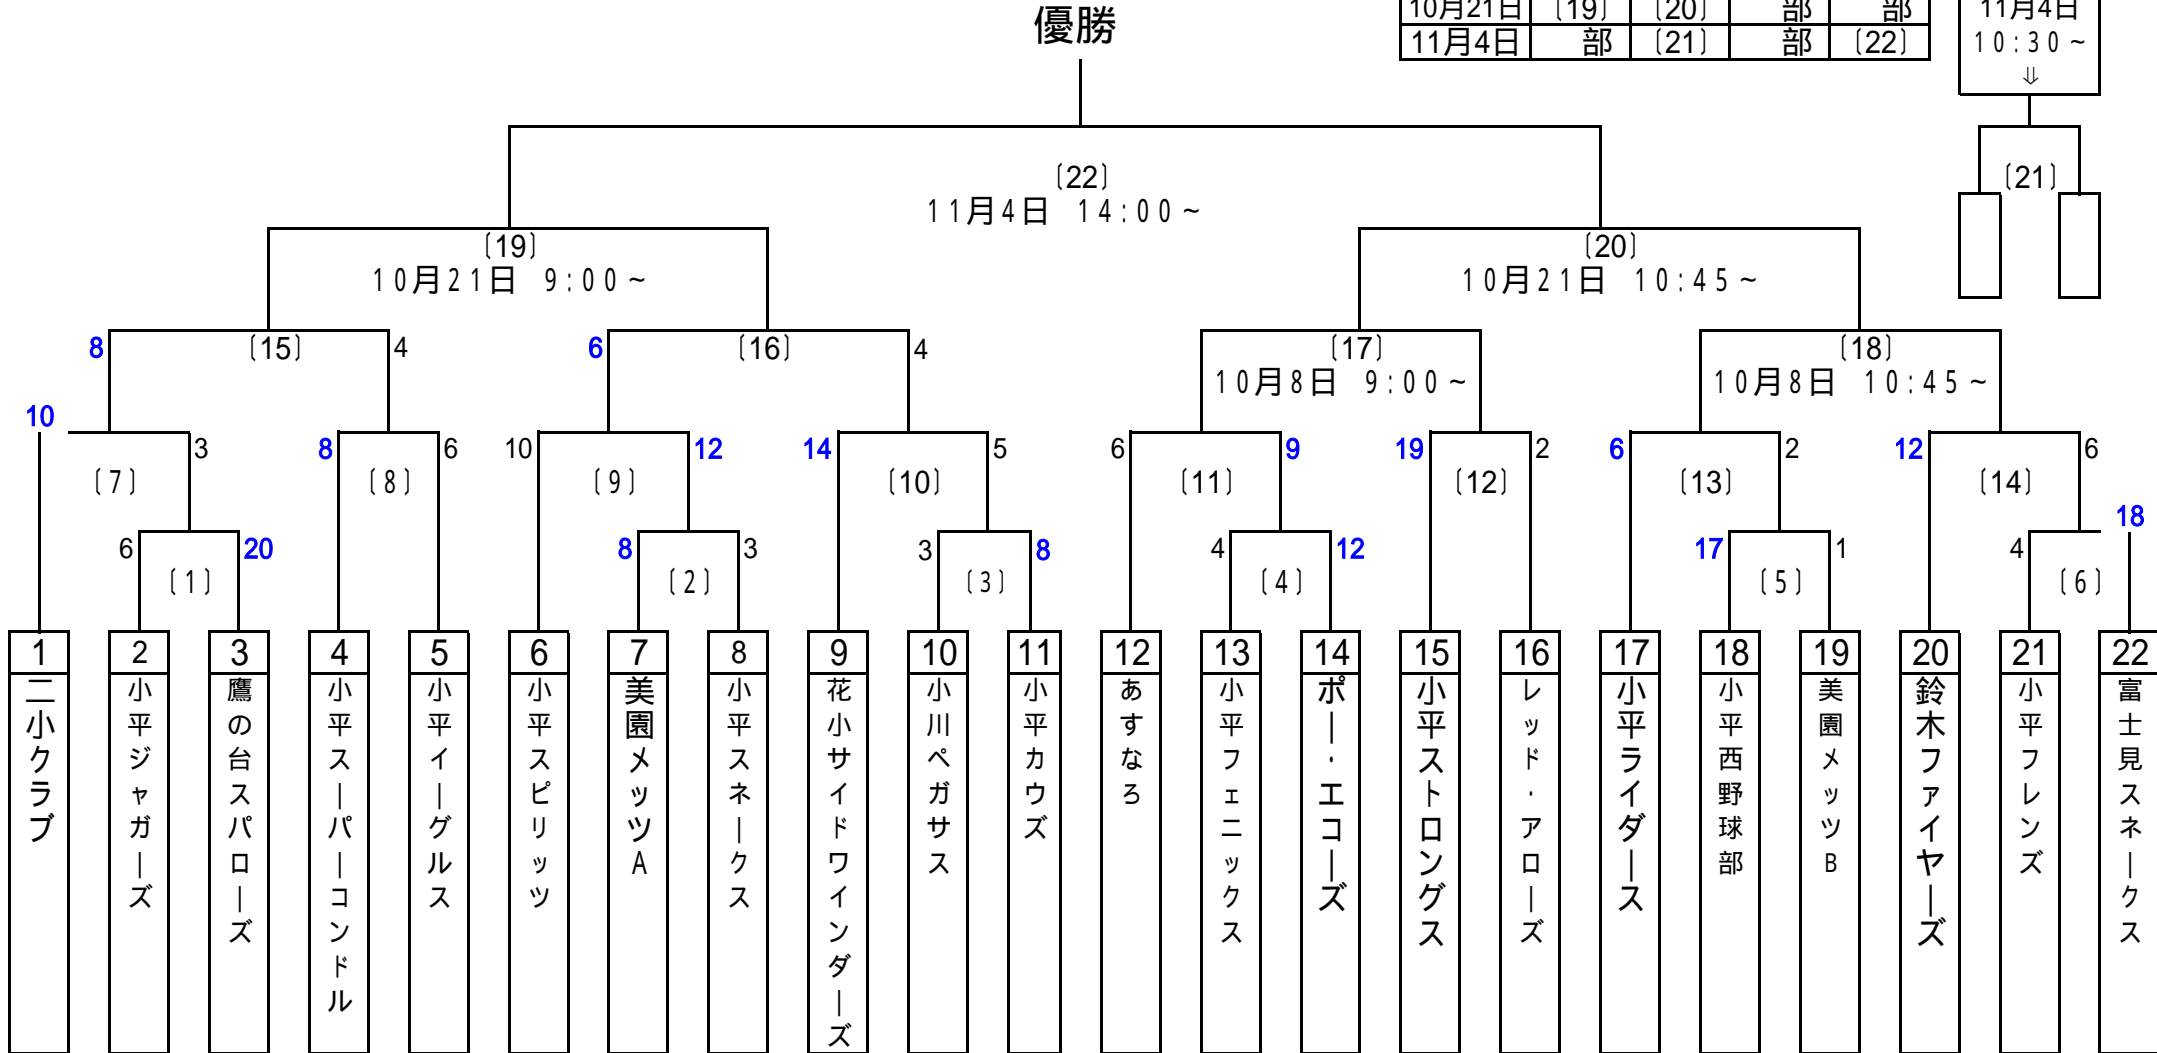 優勝
10月21日 〔19〕 〔20〕 部 部
11月4日 部 〔21〕 部 〔22〕
11月4日
10:30~
⇓
〔21〕
〔22〕
11月4日 14:00~
〔19〕
10月21日 9:00~
〔20〕
10月21日 10:45~
8 〔15〕 4
6 〔16〕 4
〔17〕
10月8日 9:00~
〔18〕
10月8日 10:45~
10 〔7〕 3
8 〔8〕 6
10 〔9〕 12
14 〔10〕 5
6 〔11〕 9
19 〔12〕 2
6 〔13〕 2
12 〔14〕 6
6 〔1〕 20
8 〔2〕 3
3 〔3〕 8
4 〔4〕 12
17 〔5〕 1
4 〔6〕 18
1 二小クラブ
2 小平ジャガーズ
3 鷹の台スパローズ
4 小平スーパーコンドル
5 小平イーグルス
6 小平スピリッツ
7 美園メッツA
8 小平スネークス
9 花小サイドワインダーズ
10 小川ペガサス
11 小平カウズ
12 あすなろ
13 小平フェニックス
14 ポー・エコーズ
15 小平ストロングス
16 レッド・アローズ
17 小平ライダース
18 小平西野球部
19 美園メッツB
20 鈴木ファイヤーズ
21 小平フレンズ
22 富士見スネークス